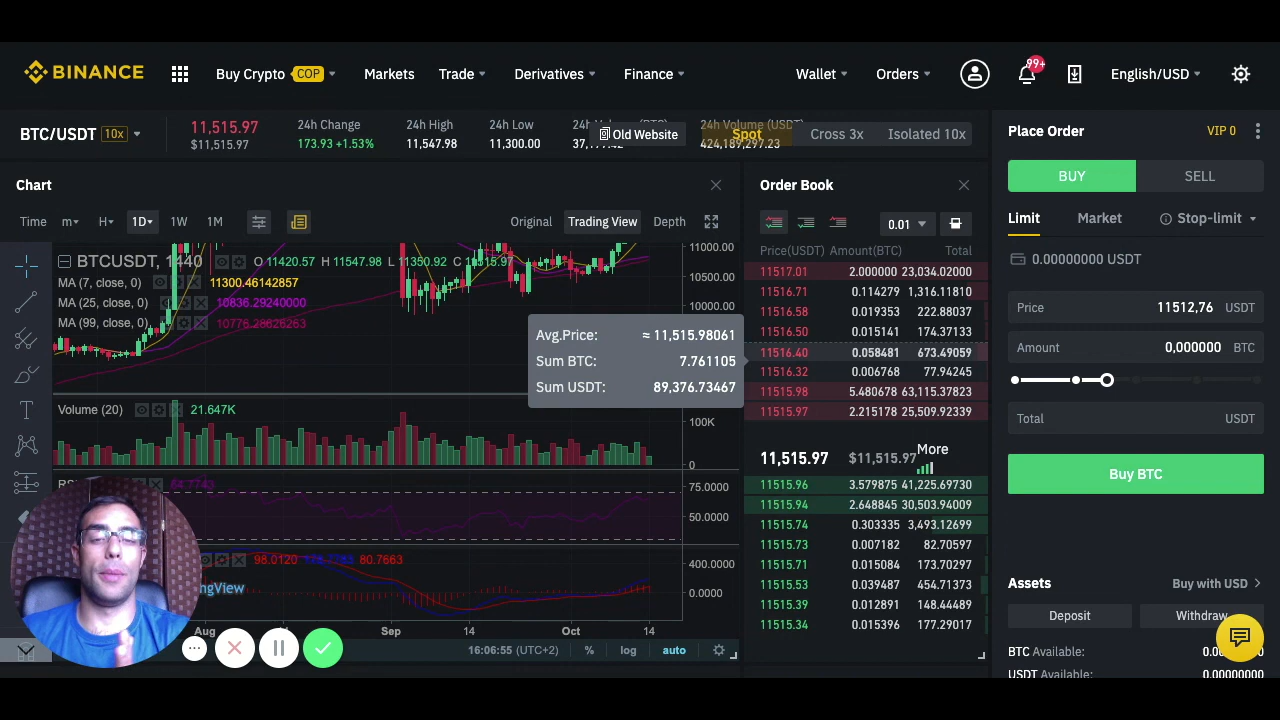 BINANCE
Buy Crypto COP
Markets
Trade
Derivatives
Finance
Wallet
Orders
99+
English/USD
BTC/USDT 10x
11,515.97
$11,515.97
24h Change
173.93 +1.53%
24h High
11,547.98
24h Low
11,300.00
Old Website
24h Volume (USDT)
424,189,297.23
Spot
Cross 3x
Isolated 10x
Chart
Time m H 1D 1W 1M
Original Trading View Depth
BTCUSDT, 1440 O 11420.57 H 11547.98 L 11350.92 C 11515.97
MA (7, close, 0) 11300.46142857
MA (25, close, 0) 10836.29240000
MA (99, close, 0) 10776.28626263
11000.00
10500.00
10000.00
Avg.Price: ≈ 11,515.98061
Sum BTC: 7.761105
Sum USDT: 89,376.73467
Volume (20) 21.647K
100K
0
75.0000
50.0000
98.0120 80.7663
400.0000
0.0000
Aug Sep 14 Oct 14
16:06:55 (UTC+2) % log auto
Order Book
0.01
Price(USDT) Amount(BTC) Total
11517.01 2.000000 23,034.02000
11516.71 0.114279 1,316.11810
11516.58 0.019353 222.88037
11516.50 0.015141 174.37133
11516.40 0.058481 673.49059
11516.32 0.006768 77.94245
11515.98 5.480678 63,115.37823
11515.97 2.215178 25,509.92339
11,515.97 $11,515.97 More
11515.96 3.579875 41,225.69730
11515.94 2.648845 30,503.94009
11515.74 0.303335 3,493.12699
11515.73 0.007182 82.70597
11515.71 0.015084 173.70297
11515.53 0.039487 454.71373
11515.39 0.012891 148.44489
11515.34 0.015396 177.29017
Place Order VIP 0
BUY SELL
Limit Market Stop-limit
0.00000000 USDT
Price 11512,76 USDT
Amount 0,000000 BTC
Total USDT
Buy BTC
Assets Buy with USD
Deposit Withdraw
BTC Available:
USDT Available: 0.00000000